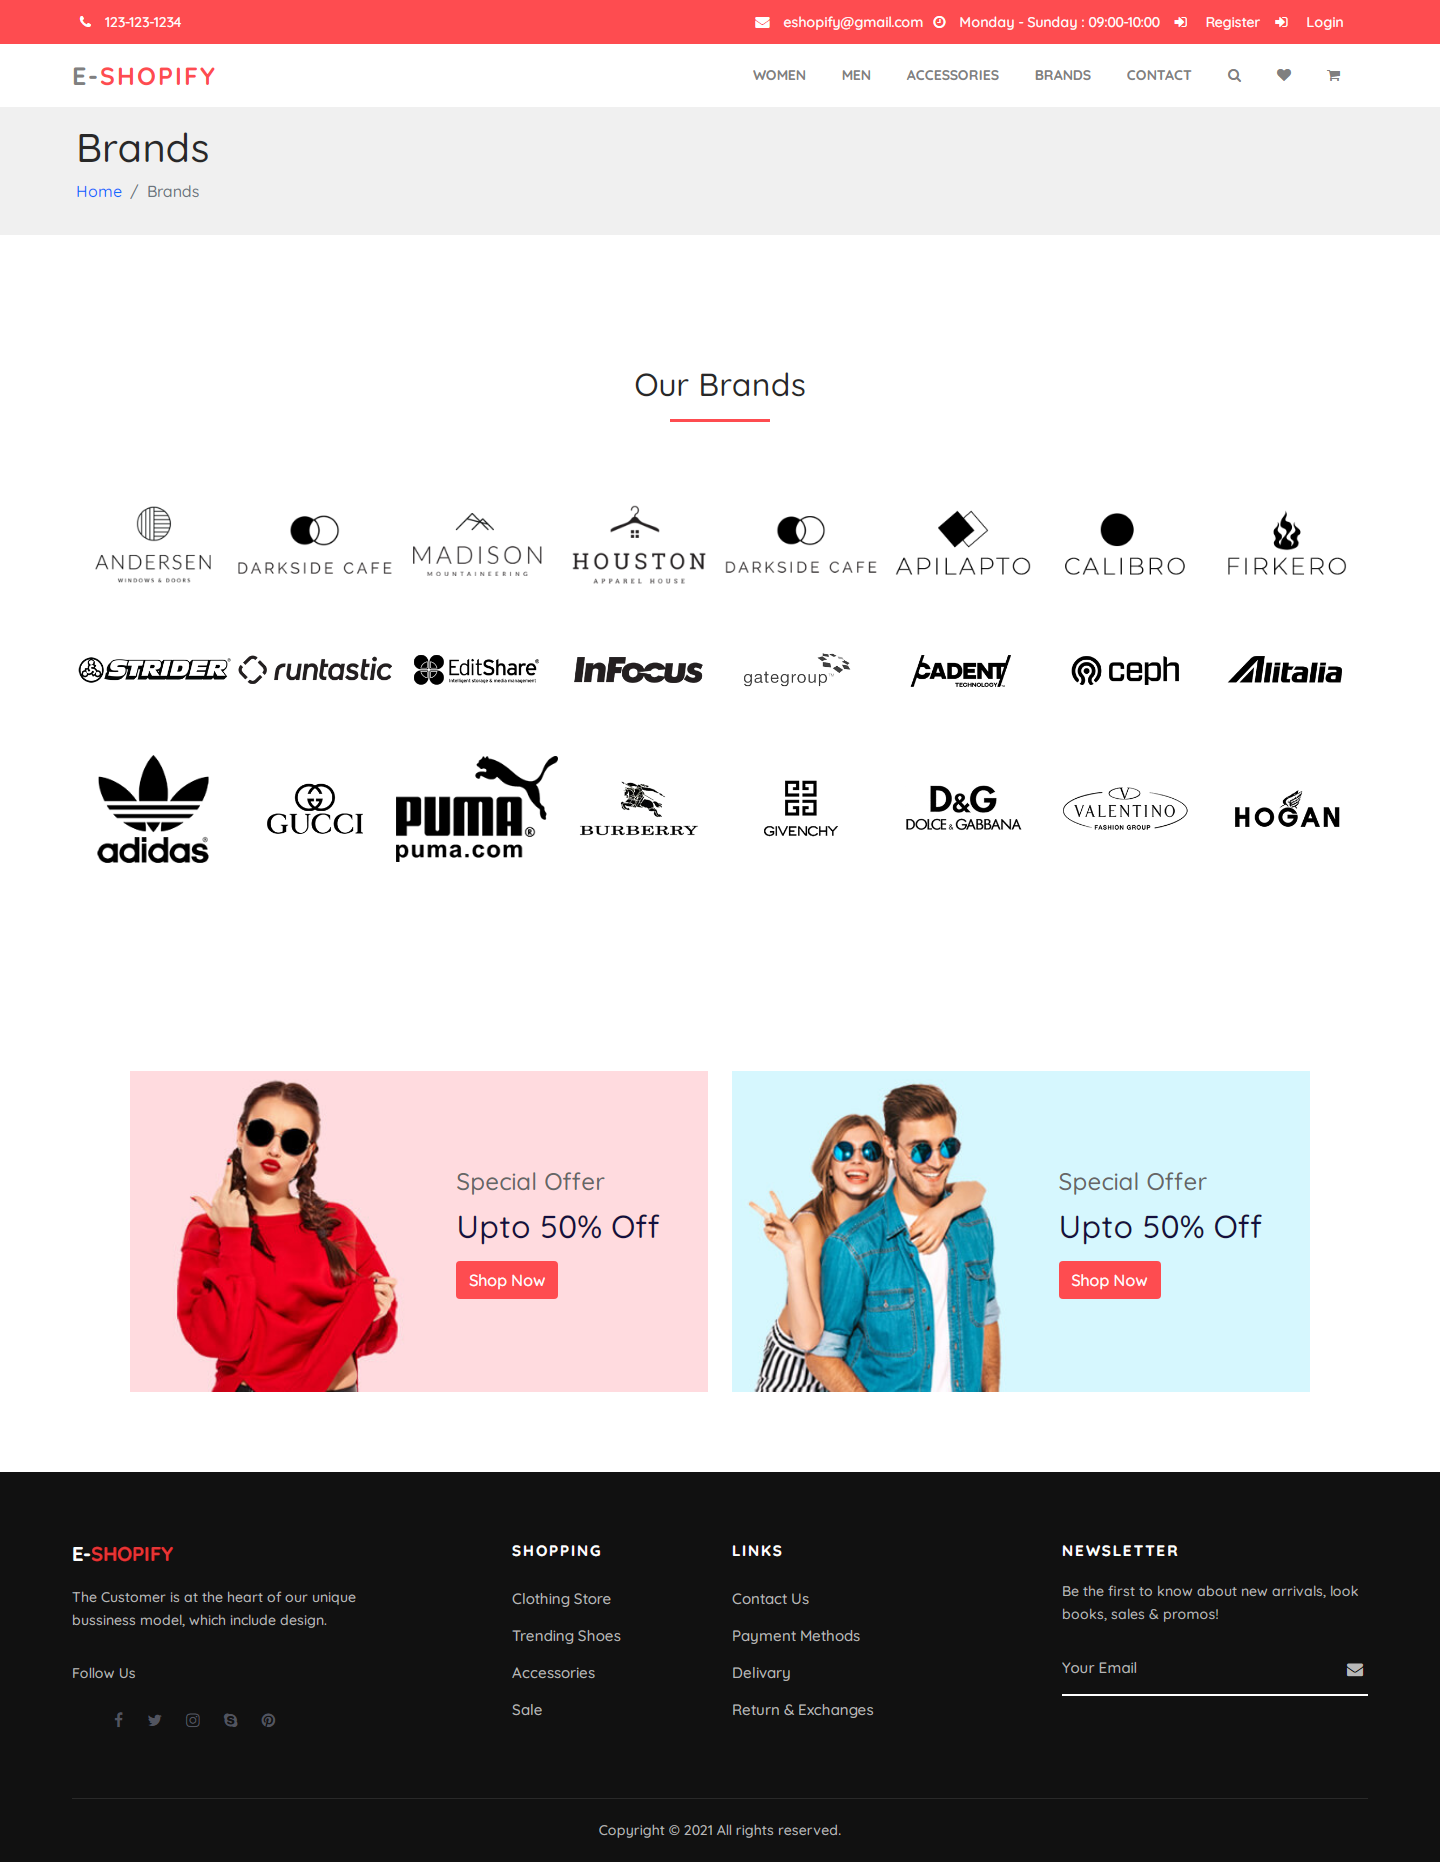 123-123-1234
eshopify@gmail.com Monday - Sunday : 09:00-10:00 Register Login
E-SHOPIFY
WOMEN MEN ACCESSORIES BRANDS CONTACT
Brands
Home / Brands
Our Brands
ANDERSEN
WINDOWS & DOORS
DARKSIDE CAFE
MADISON
MOUNTAINEERING
HOUSTON
APPAREL HOUSE
DARKSIDE CAFE
APILAPTO
CALIBRO
FIRKERO
STRIDER
runtastic
EditShare
Intelligent storage & media management
InFocus
gategroup
CADENT
TECHNOLOGY
ceph
Alitalia
adidas
GUCCI
PUMA
puma.com
BURBERRY
GIVENCHY
D&G
DOLCE & GABBANA
V
VALENTINO
FASHION GROUP
HOGAN
Special Offer
Upto 50% Off
Shop Now
Special Offer
Upto 50% Off
Shop Now
E-SHOPIFY
The Customer is at the heart of our unique
bussiness model, which include design.
Follow Us
SHOPPING
Clothing Store
Trending Shoes
Accessories
Sale
LINKS
Contact Us
Payment Methods
Delivary
Return & Exchanges
NEWSLETTER
Be the first to know about new arrivals, look
books, sales & promos!
Your Email
Copyright © 2021 All rights reserved.